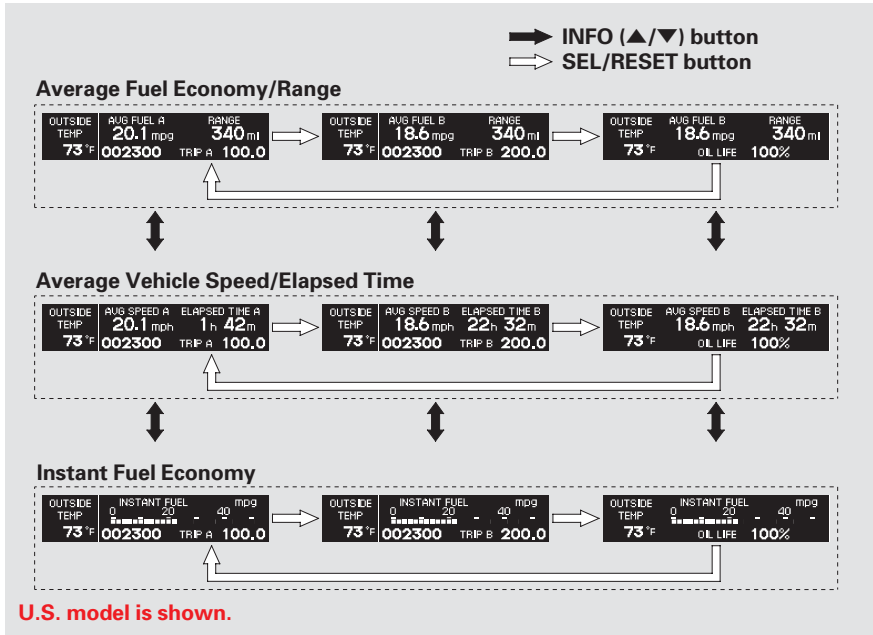 INFO (▲/▼) button
SEL/RESET button
Average Fuel Economy/Range
OUTSIDE TEMP 73°F AVG FUEL A 20.1 mpg RANGE 340 mi 002300 TRIP A 100.0
OUTSIDE TEMP 73°F AVG FUEL B 18.6 mpg RANGE 340 mi 002300 TRIP B 200.0
OUTSIDE TEMP 73°F AVG FUEL B 18.6 mpg RANGE 340 mi OIL LIFE 100%
Average Vehicle Speed/Elapsed Time
OUTSIDE TEMP 73°F AVG SPEED A 20.1 mph ELAPSED TIME A 1h 42m 002300 TRIP A 100.0
OUTSIDE TEMP 73°F AVG SPEED B 18.6 mph ELAPSED TIME B 22h 32m 002300 TRIP B 200.0
OUTSIDE TEMP 73°F AVG SPEED B 18.6 mph ELAPSED TIME B 22h 32m OIL LIFE 100%
Instant Fuel Economy
OUTSIDE TEMP 73°F INSTANT FUEL mpg 0 20 40 002300 TRIP A 100.0
OUTSIDE TEMP 73°F INSTANT FUEL mpg 0 20 40 002300 TRIP B 200.0
OUTSIDE TEMP 73°F INSTANT FUEL mpg 0 20 40 OIL LIFE 100%
U.S. model is shown.